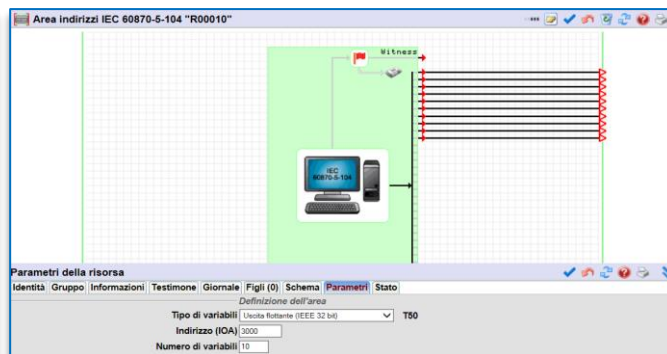 Area indirizzi IEC 60870-5-104 "R00010"
Witness
IEC
60870-5-104
Parametri della risorsa
Identità Gruppo Informazioni Testimone Giornale Figli (0) Schema Parametri Stato
Definizione dell'area
Tipo di variabili Uscita flottante (IEEE 32 bit) T50
Indirizzo (IOA) 3000
Numero di variabili 10